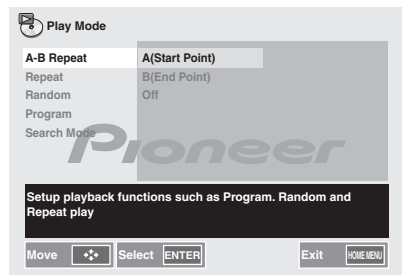 Play Mode
A-B Repeat A(Start Point)
Repeat B(End Point)
Random Off
Program
Search Mode
Pioneer
Setup playback functions such as Program. Random and
Repeat play
Move Select ENTER Exit HOME MENU